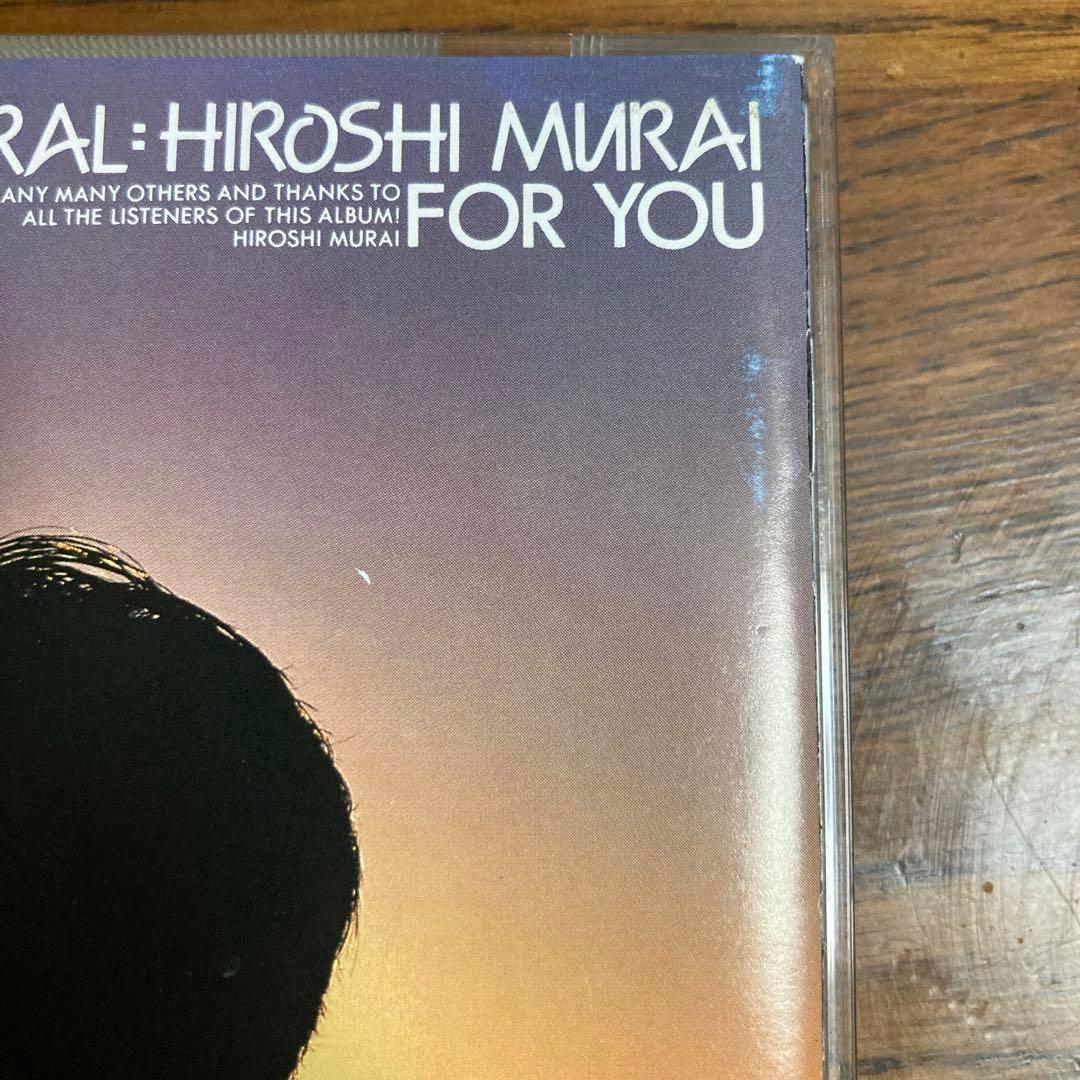 RAL:HIROSHI MURAI
ANY MANY OTHERS AND THANKS TO
ALL THE LISTENERS OF THIS ALBUM!
HIROSHI MURAI
FOR YOU